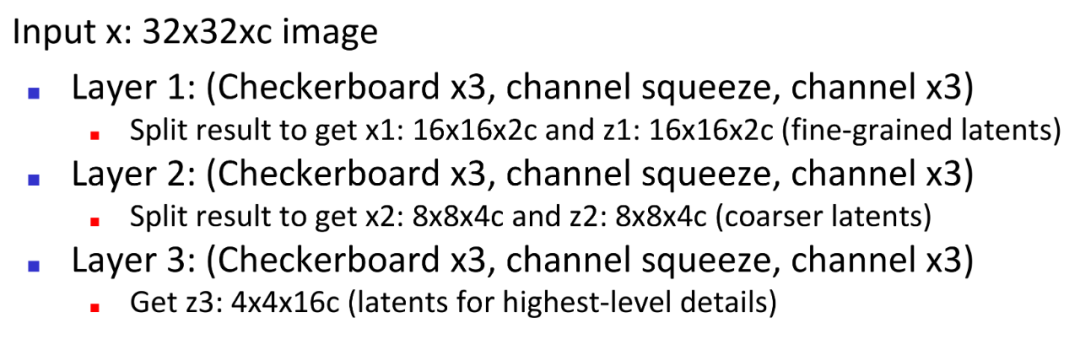 Input x: 32x32xc image
Layer 1: (Checkerboard x3, channel squeeze, channel x3)
Split result to get x1: 16x16x2c and z1: 16x16x2c (fine-grained latents)
Layer 2: (Checkerboard x3, channel squeeze, channel x3)
Split result to get x2: 8x8x4c and z2: 8x8x4c (coarser latents)
Layer 3: (Checkerboard x3, channel squeeze, channel x3)
Get z3: 4x4x16c (latents for highest-level details)